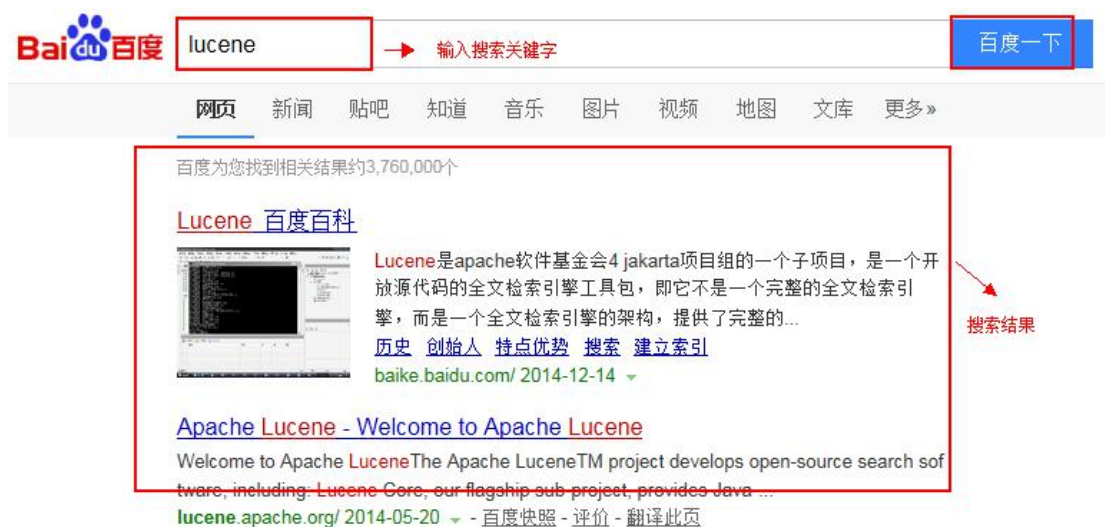 Bai du 百度 lucene 输入搜索关键字 百度一下
网页 新闻 贴吧 知道 音乐 图片 视频 地图 文库 更多»
百度为您找到相关结果约3,760,000个
Lucene 百度百科
Lucene是apache软件基金会4 jakarta项目组的一个子项目，是一个开
放源代码的全文检索引擎工具包，即它不是一个完整的全文检索引
擎，而是一个全文检索引擎的架构，提供了完整的...
历史 创始人 特点优势 搜索 建立索引
baike.baidu.com/ 2014-12-14
搜索结果
Apache Lucene - Welcome to Apache Lucene
Welcome to Apache LuceneThe Apache LuceneTM project develops open-source search sof
tware, including: Lucene Core, our flagship sub-project, provides Java ...
lucene.apache.org/ 2014-05-20 - 百度快照 - 评价 - 翻译此页